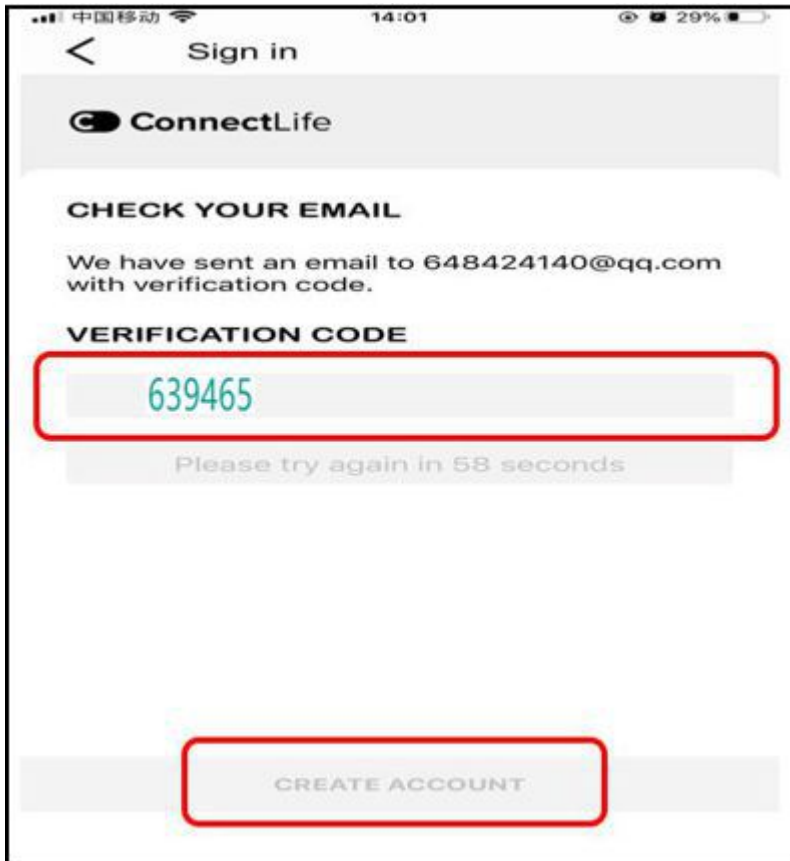 中国移动 14:01 29%
Sign in
ConnectLife
CHECK YOUR EMAIL
We have sent an email to 648424140@qq.com
with verification code.
VERIFICATION CODE
639465
Please try again in 58 seconds
CREATE ACCOUNT